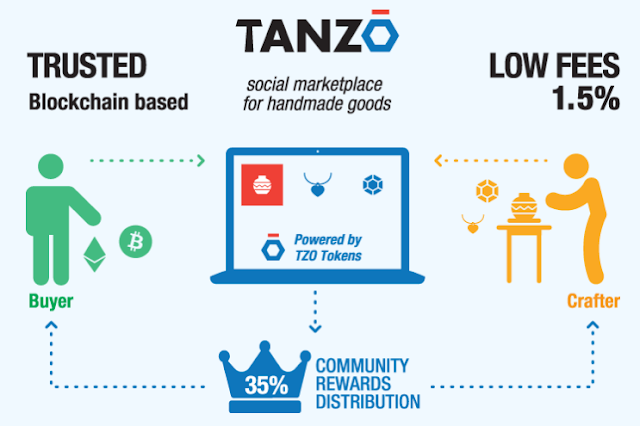 TANZŌ
social marketplace
for handmade goods
TRUSTED
Blockchain based
LOW FEES
1.5%
Powered by
TZO Tokens
Buyer
Crafter
35%
COMMUNITY
REWARDS
DISTRIBUTION